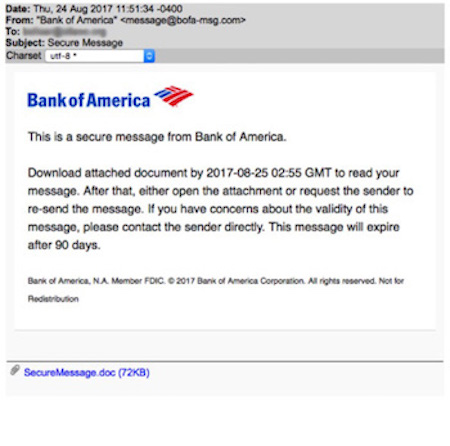 Date: Thu, 24 Aug 2017 11:51:34 -0400
From: "Bank of America" <message@bofa-msg.com>
To:
Subject: Secure Message
Charset utf-8 *
Bank of America
This is a secure message from Bank of America.
Download attached document by 2017-08-25 02:55 GMT to read your
message. After that, either open the attachment or request the sender to
re-send the message. If you have concerns about the validity of this
message, please contact the sender directly. This message will expire
after 90 days.
Bank of America, N.A. Member FDIC. © 2017 Bank of America Corporation. All rights reserved. Not for
Redistribution
SecureMessage.doc (72KB)